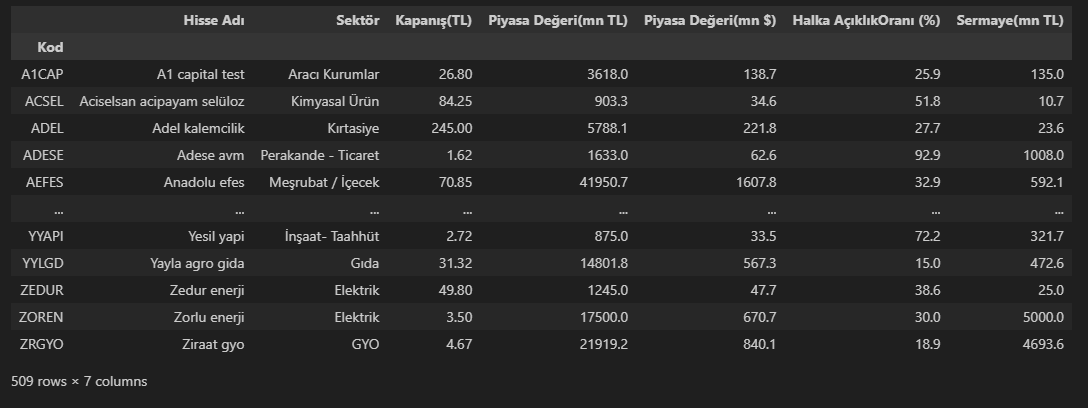 Hisse Adı Sektör Kapanış(TL) Piyasa Değeri(mn TL) Piyasa Değeri(mn $) Halka AçıklıkOranı (%) Sermaye(mn TL)
Kod
A1CAP A1 capital test Aracı Kurumlar 26.80 3618.0 138.7 25.9 135.0
ACSEL Aciselsan acipayam selüloz Kimyasal Ürün 84.25 903.3 34.6 51.8 10.7
ADEL Adel kalemcilik Kırtasiye 245.00 5788.1 221.8 27.7 23.6
ADESE Adese avm Perakande - Ticaret 1.62 1633.0 62.6 92.9 1008.0
AEFES Anadolu efes Meşrubat / İçecek 70.85 41950.7 1607.8 32.9 592.1
... ... ... ... ... ... ... ...
YYAPI Yesil yapi İnşaat- Taahhüt 2.72 875.0 33.5 72.2 321.7
YYLGD Yayla agro gida Gıda 31.32 14801.8 567.3 15.0 472.6
ZEDUR Zedur enerji Elektrik 49.80 1245.0 47.7 38.6 25.0
ZOREN Zorlu enerji Elektrik 3.50 17500.0 670.7 30.0 5000.0
ZRGYO Ziraat gyo GYO 4.67 21919.2 840.1 18.9 4693.6
509 rows × 7 columns